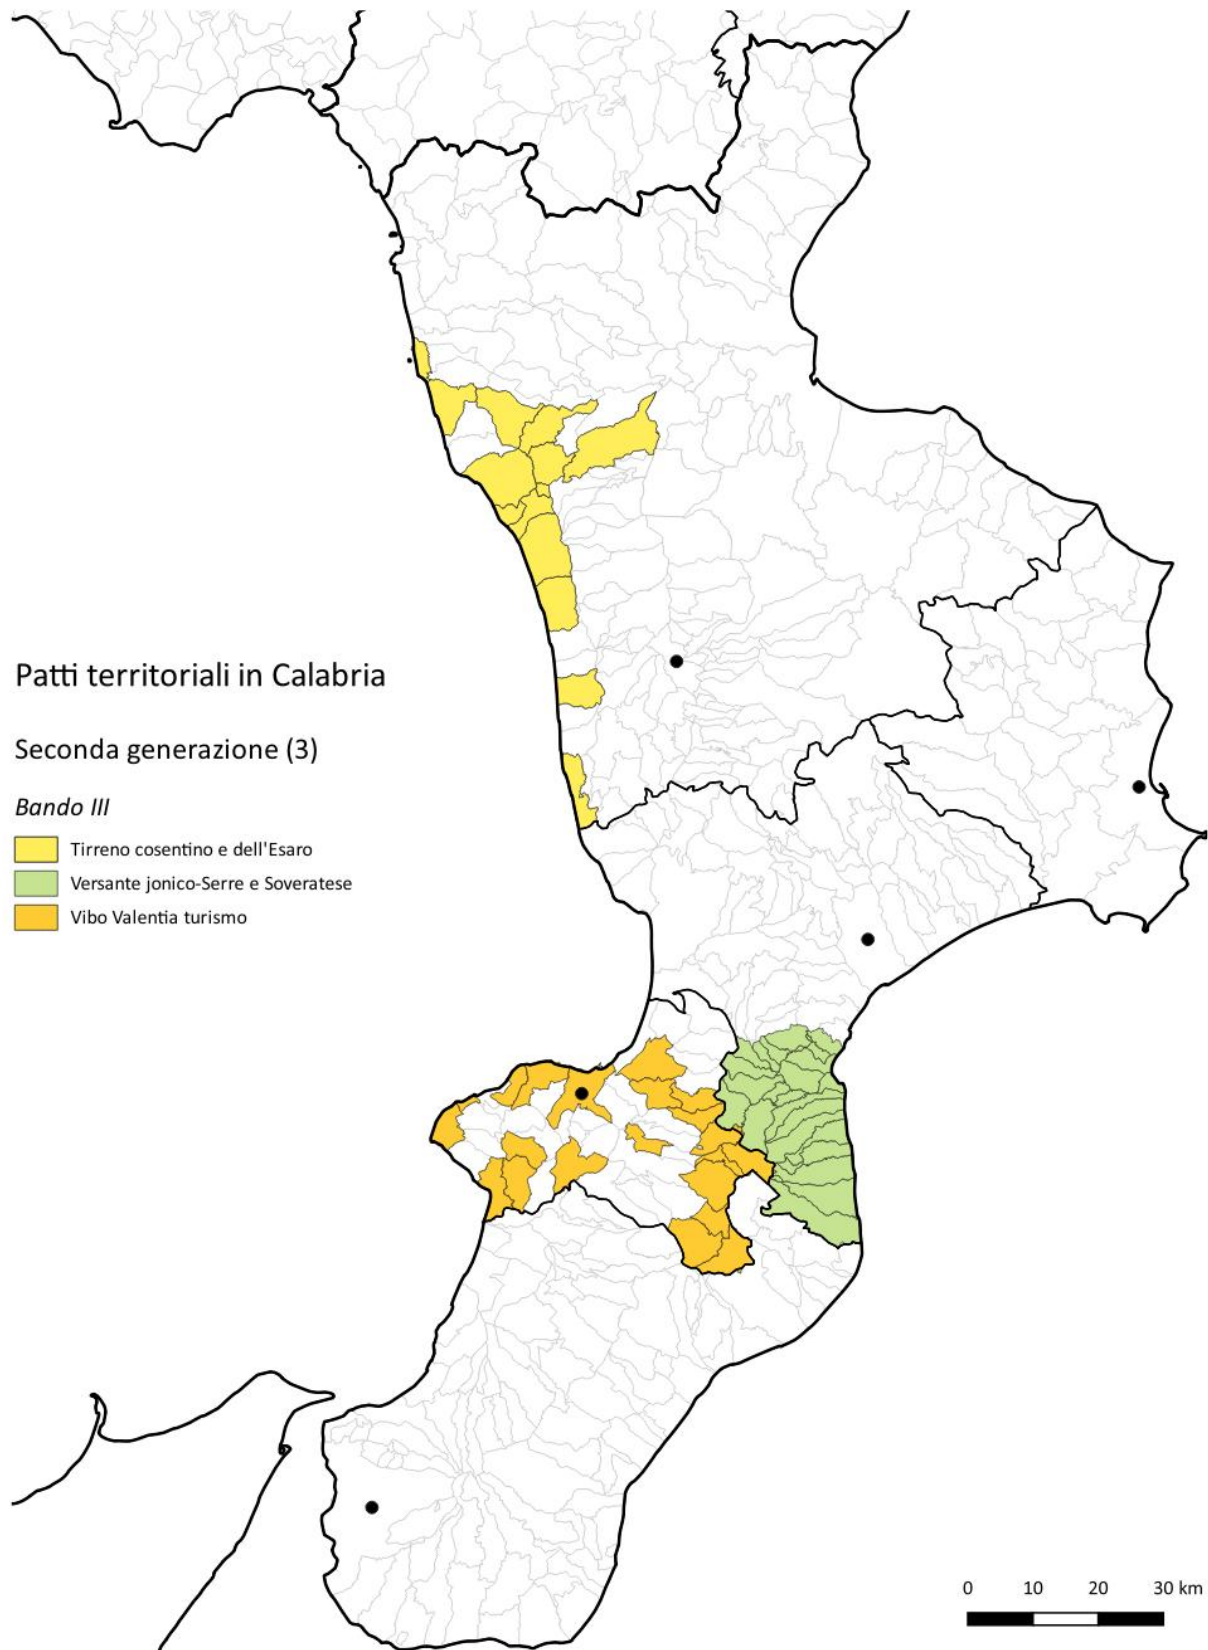 Patti territoriali in Calabria
Seconda generazione (3)
Bando III
Tirreno cosentino e dell'Esaro
Versante jonico-Serre e Soveratese
Vibo Valentia turismo
0 10 20 30 km